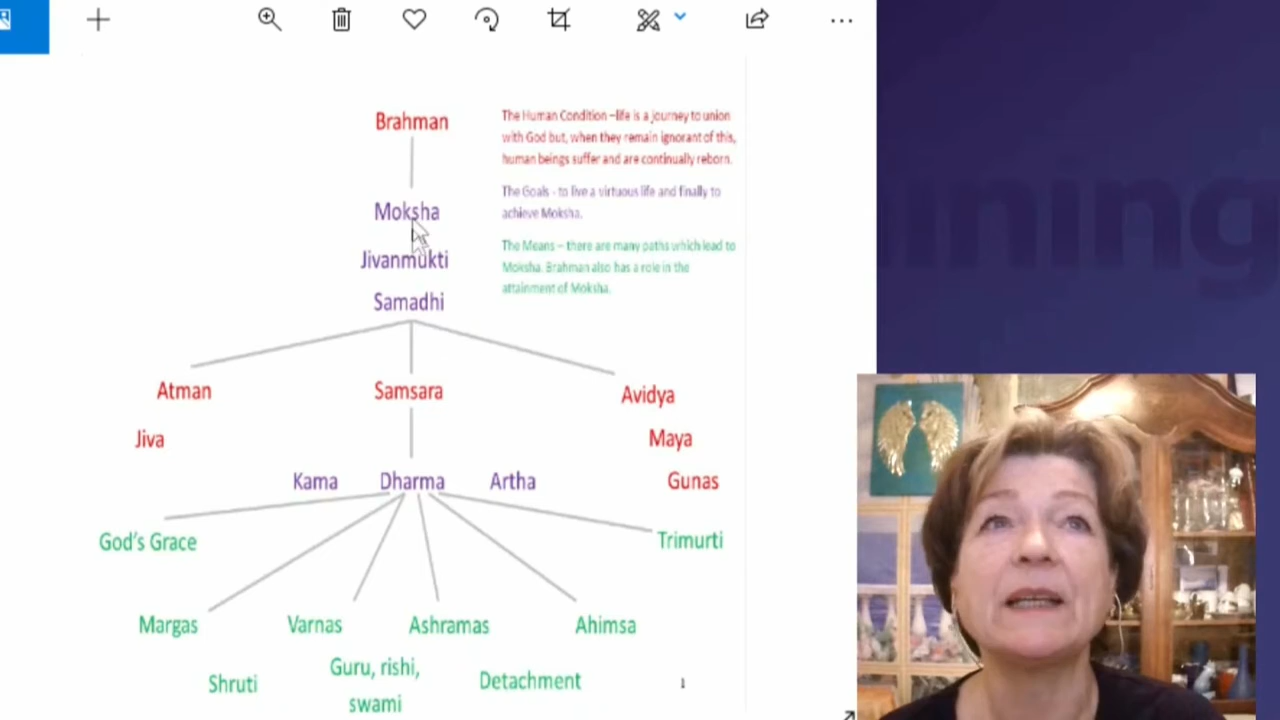 Brahman
The Human Condition –life is a journey to union
with God but, when they remain ignorant of this,
human beings suffer and are continually reborn.
The Goals - to live a virtuous life and finally to
achieve Moksha.
The Means – there are many paths which lead to
Moksha. Brahman also has a role in the
attainment of Moksha.
Moksha
Jivanmukti
Samadhi
Atman
Samsara
Avidya
Jiva
Maya
Kama
Dharma
Artha
Gunas
God's Grace
Trimurti
Margas
Varnas
Ashramas
Ahimsa
Shruti
Guru, rishi,
swami
Detachment
1